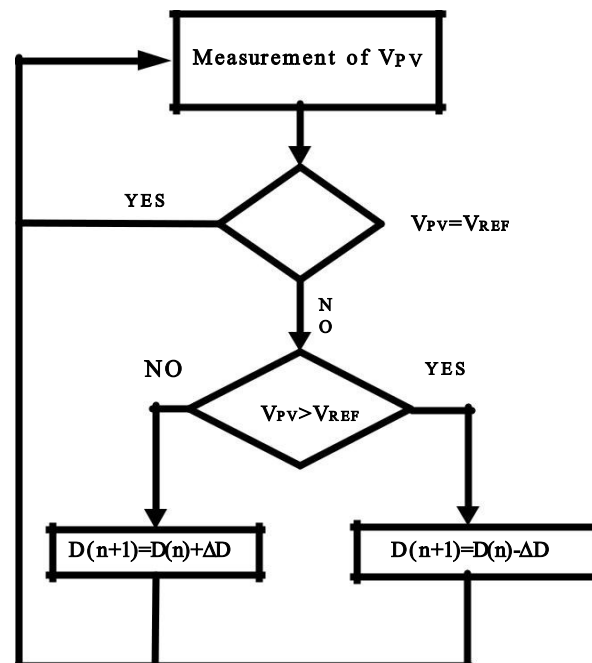 Measurement of VPV
YES
VPV=VREF
N
O
NO
YES
VPV>VREF
D(n+1)=D(n)+ΔD
D(n+1)=D(n)-ΔD